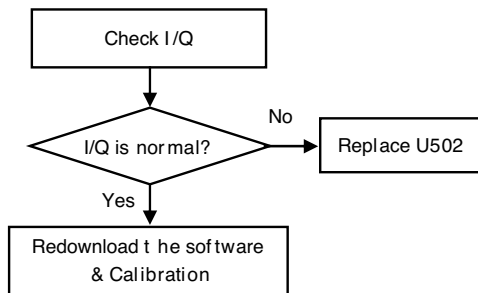 Check I/Q
I/Q is normal?
No
Replace U502
Yes
Redownload the software
& Calibration